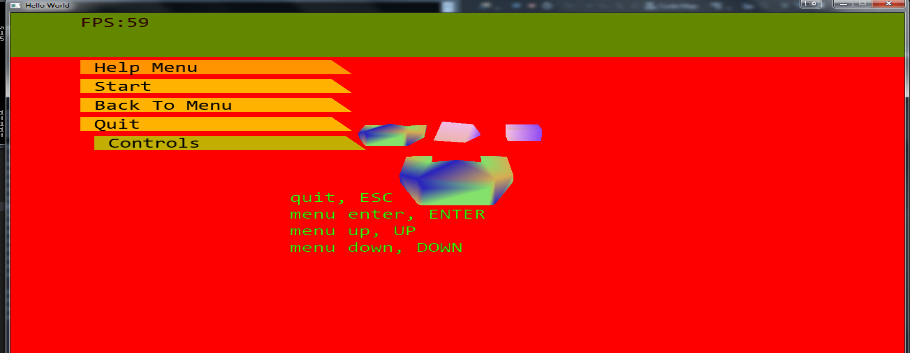 Hello World
FPS:59
Help Menu
Start
Back To Menu
Quit
Controls
quit, ESC
menu enter, ENTER
menu up, UP
menu down, DOWN